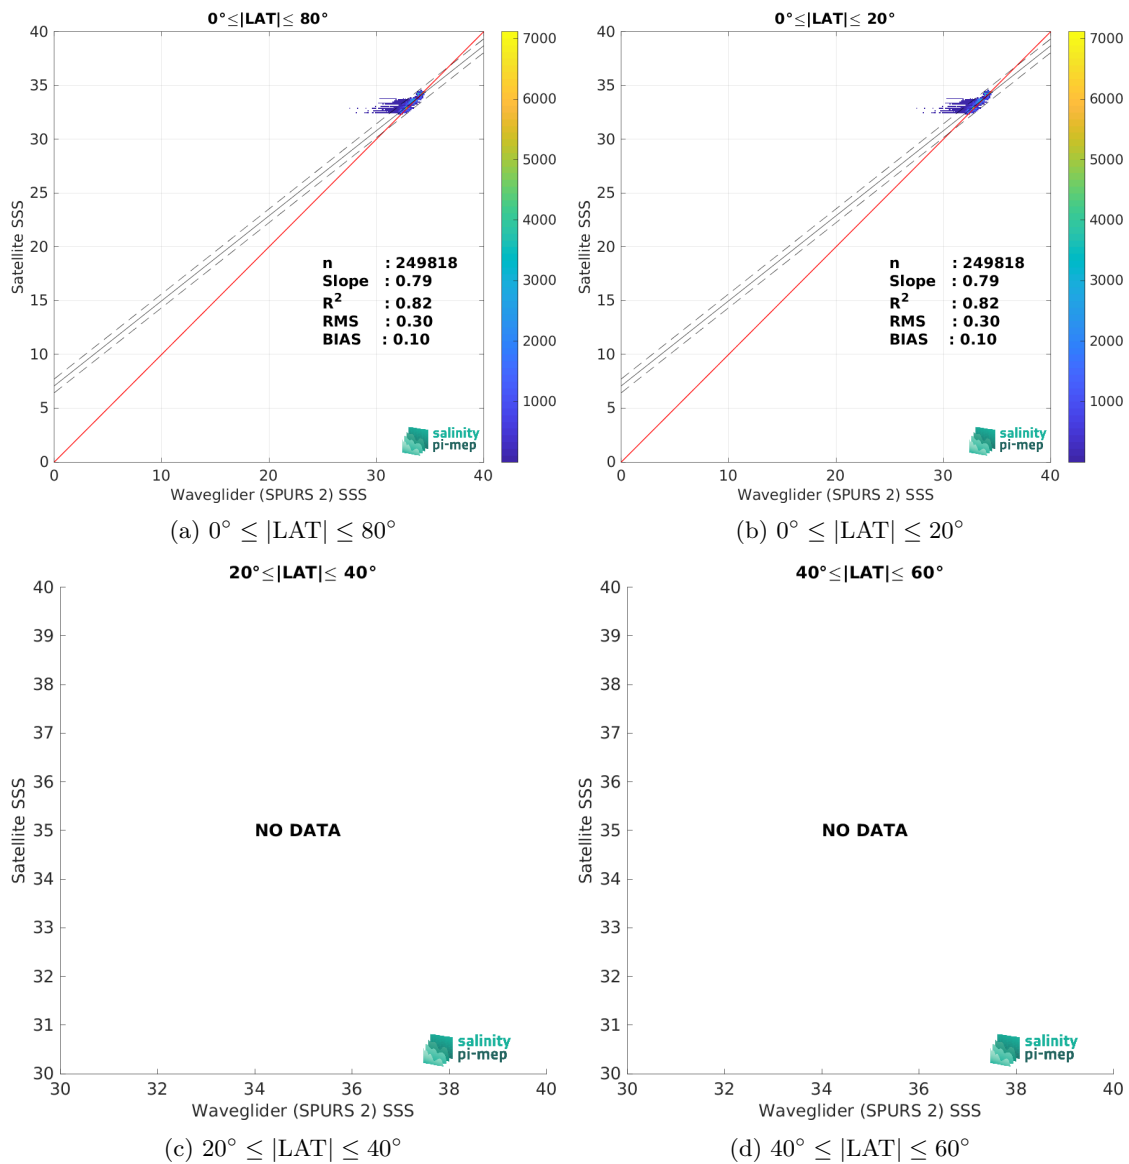 0°≤|LAT|≤ 80°
40
35
30
25
20
15
10
5
0
Satellite SSS
n : 249818
Slope : 0.79
R² : 0.82
RMS : 0.30
BIAS : 0.10
salinity
pi-mep
0 10 20 30 40
Waveglider (SPURS 2) SSS
7000
6000
5000
4000
3000
2000
1000
(a) 0° ≤ |LAT| ≤ 80°
0°≤|LAT|≤ 20°
40
35
30
25
20
15
10
5
0
Satellite SSS
n : 249818
Slope : 0.79
R² : 0.82
RMS : 0.30
BIAS : 0.10
salinity
pi-mep
0 10 20 30 40
Waveglider (SPURS 2) SSS
7000
6000
5000
4000
3000
2000
1000
(b) 0° ≤ |LAT| ≤ 20°
20°≤|LAT|≤ 40°
40
39
38
37
36
35
34
33
32
31
30
Satellite SSS
NO DATA
salinity
pi-mep
30 32 34 36 38 40
Waveglider (SPURS 2) SSS
(c) 20° ≤ |LAT| ≤ 40°
40°≤|LAT|≤ 60°
40
39
38
37
36
35
34
33
32
31
30
Satellite SSS
NO DATA
salinity
pi-mep
30 32 34 36 38 40
Waveglider (SPURS 2) SSS
(d) 40° ≤ |LAT| ≤ 60°